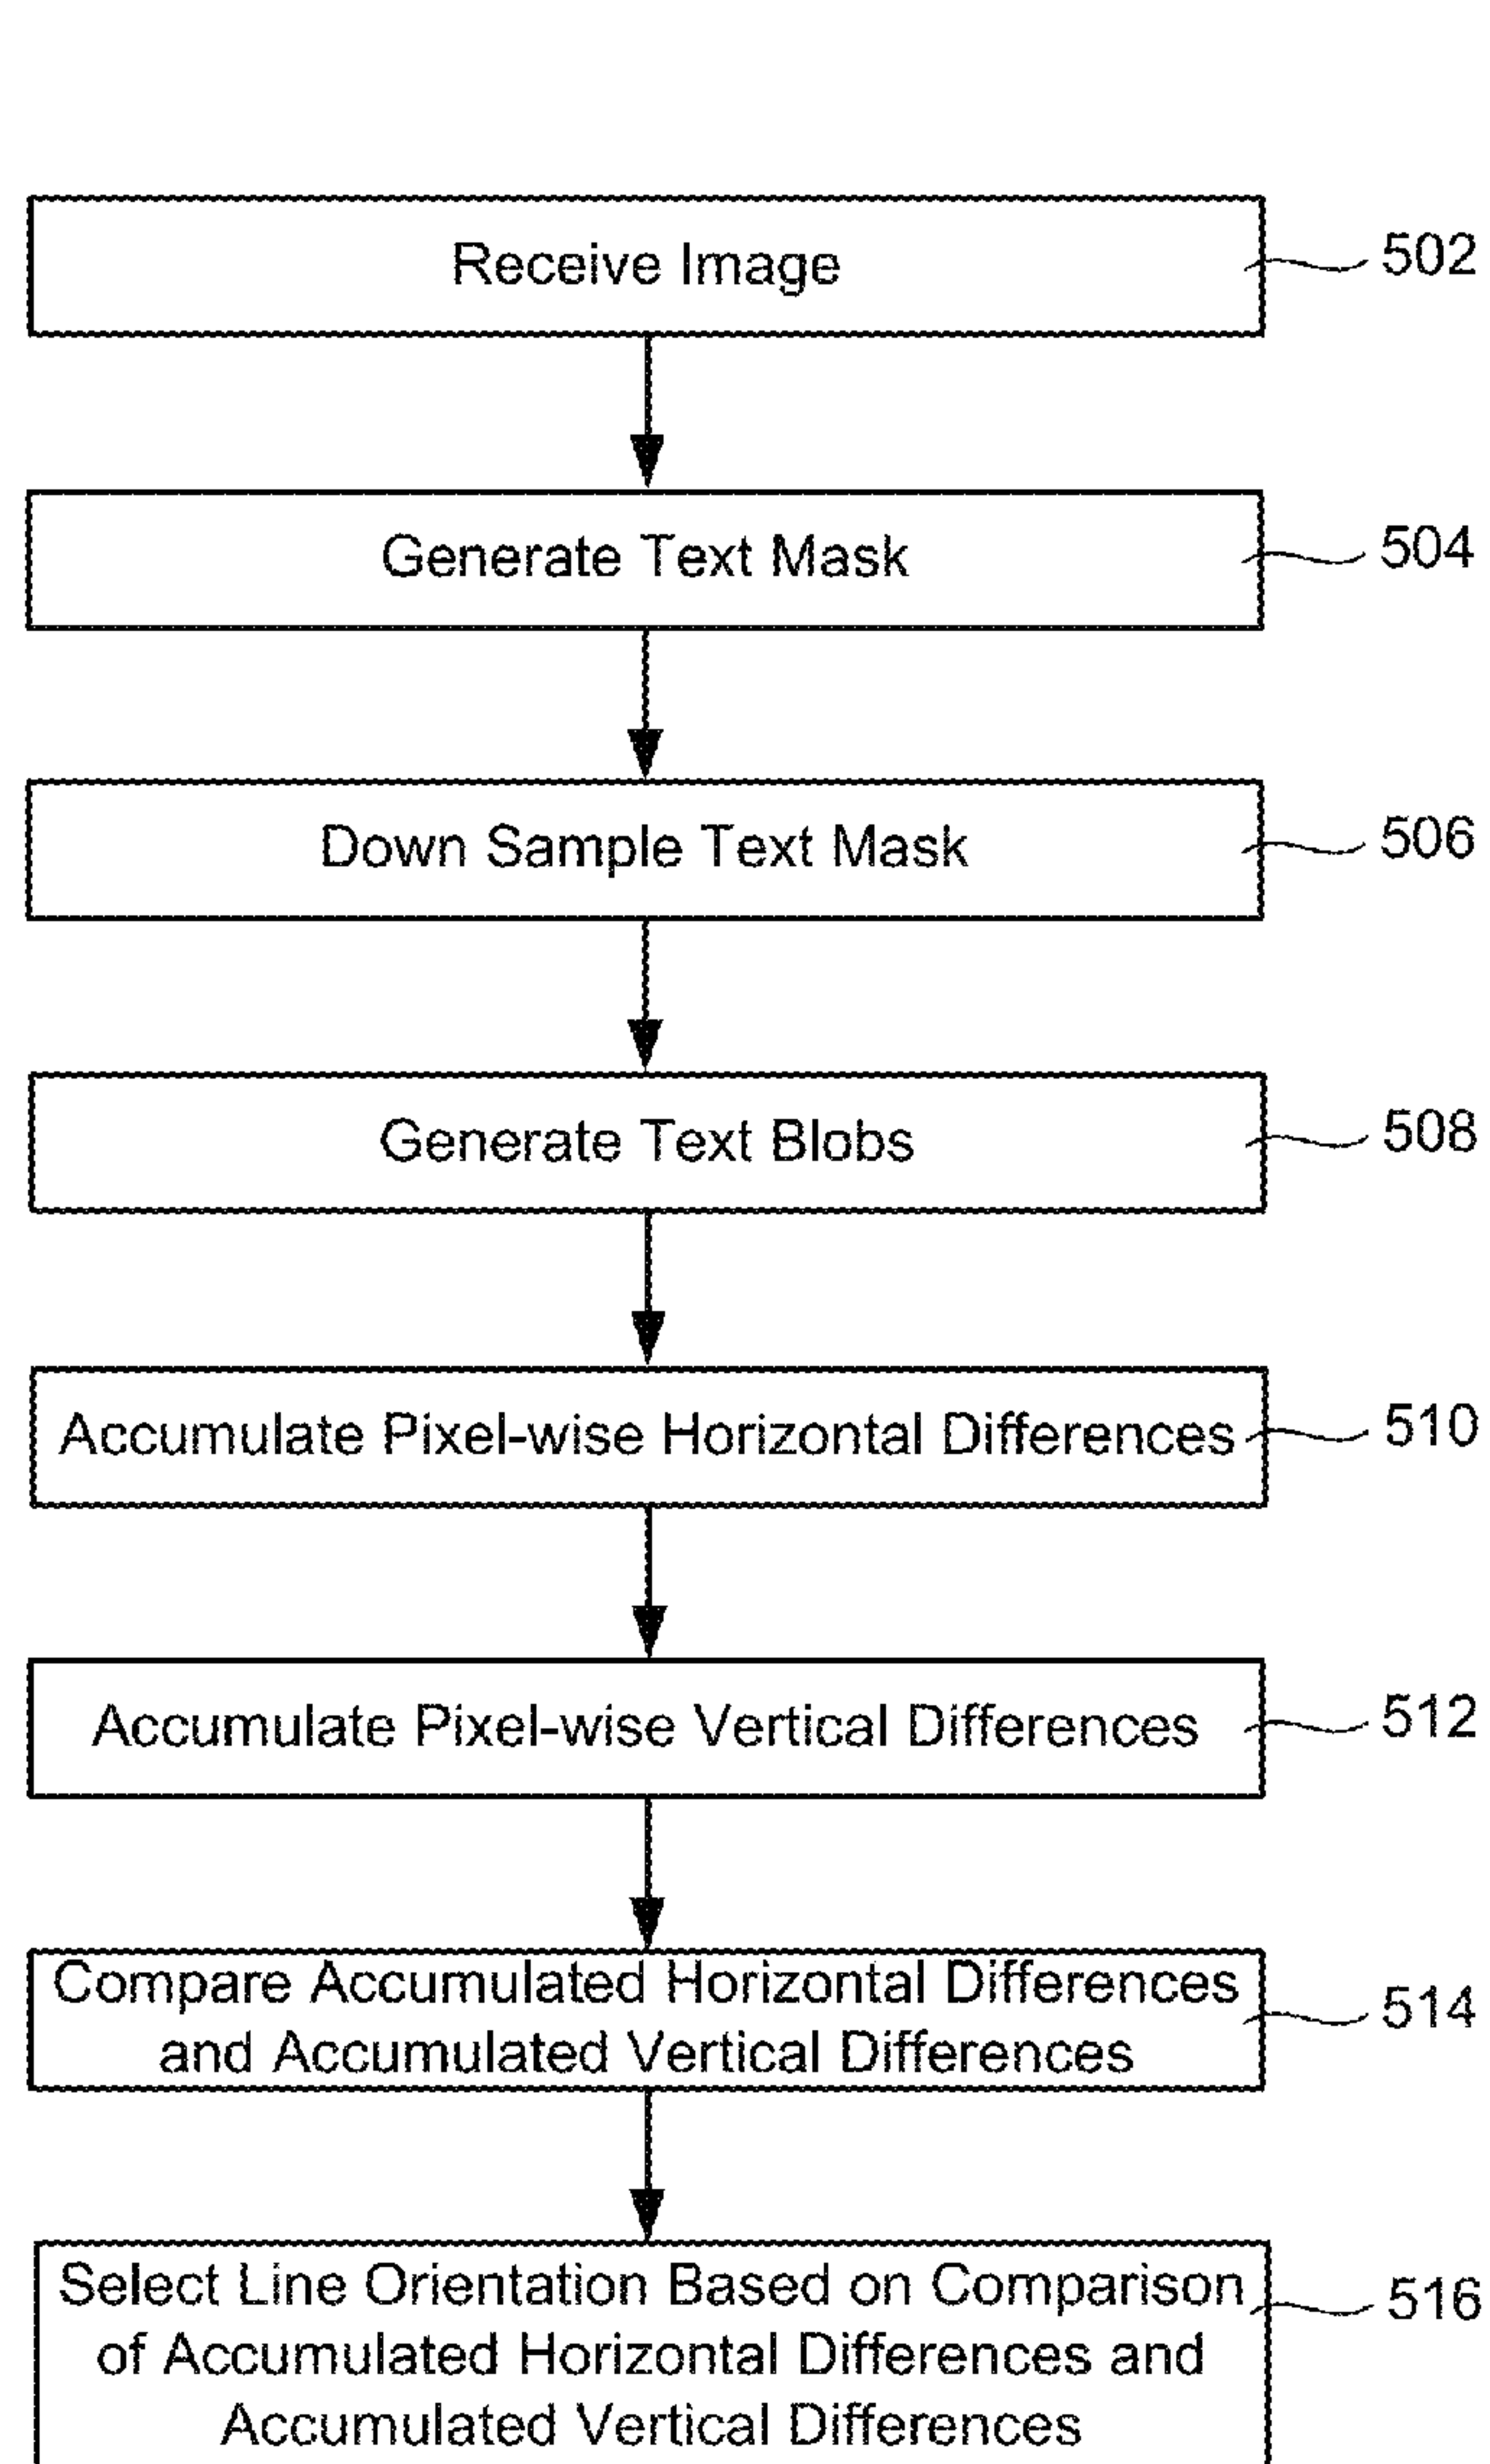 Receive Image
502
Generate Text Mask
504
Down Sample Text Mask
506
Generate Text Blobs
508
Accumulate Pixel-wise Horizontal Differences
510
Accumulate Pixel-wise Vertical Differences
512
Compare Accumulated Horizontal Differences
and Accumulated Vertical Differences
514
Select Line Orientation Based on Comparison
of Accumulated Horizontal Differences and
Accumulated Vertical Differences
516